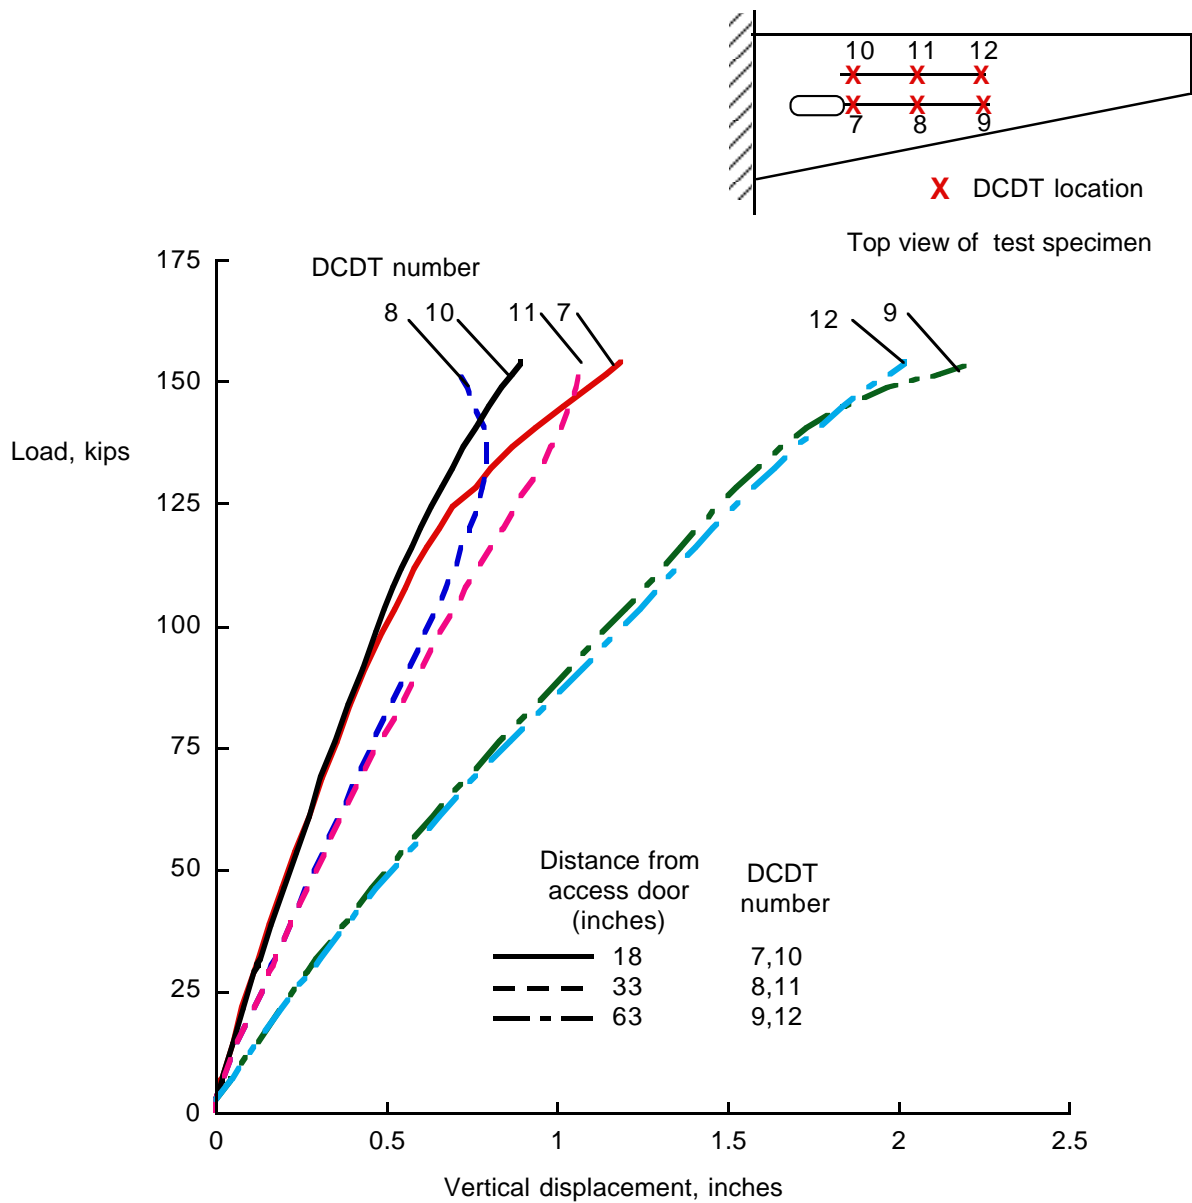 10 11 12
7 8 9
X DCDT location
Top view of test specimen
175
DCDT number
8 10 11 7 12 9
150
Load, kips
125
100
75
50
25
0
Distance from access door (inches)
DCDT number
18 7,10
33 8,11
63 9,12
0 0.5 1 1.5 2 2.5
Vertical displacement, inches